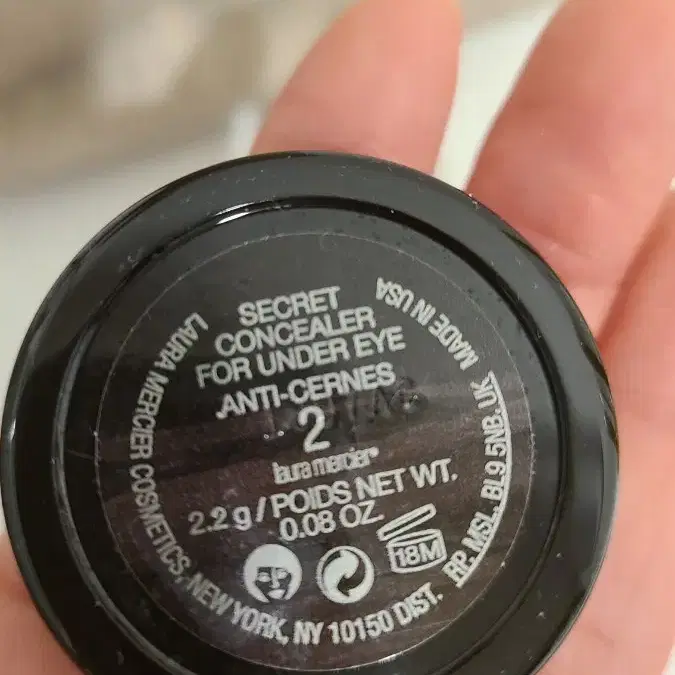 SECRET
CONCEALER
FOR UNDER EYE
ANTI-CERNES
2
laura mercier
2.2 g / POIDS NET WT.
0.08 OZ.
18M
LAURA MERCIER COSMETICS, NEW YORK, NY 10150 DIST. RP. MSL. BL9 5NB. UK MADE IN USA